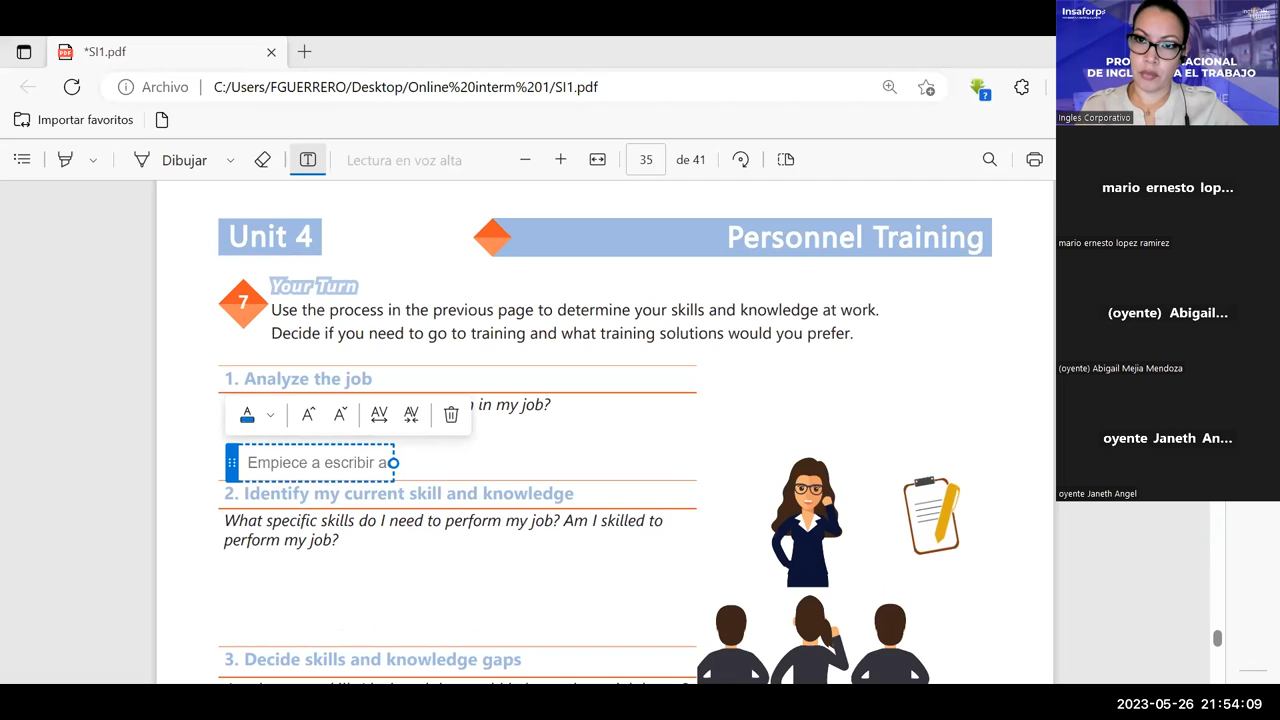 *SI1.pdf
Archivo
C:/Users/FGUERRERO/Desktop/Online%20interm%201/SI1.pdf
Importar favoritos
Dibujar
Lectura en voz alta
35
de 41
Unit 4
Personnel Training
7
Your Turn
Use the process in the previous page to determine your skills and knowledge at work.
Decide if you need to go to training and what training solutions would you prefer.
1. Analyze the job
in my job?
Empiece a escribir a
2. Identify my current skill and knowledge
What specific skills do I need to perform my job? Am I skilled to
perform my job?
3. Decide skills and knowledge gaps
Insaforp
DE INGL
A EL TRABAJO
Ingles Corporativo
mario ernesto lop...
mario ernesto lopez ramirez
(oyente) Abigail...
(oyente) Abigail Mejia Mendoza
oyente Janeth An...
oyente Janeth Angel
2023-05-26 21:54:09